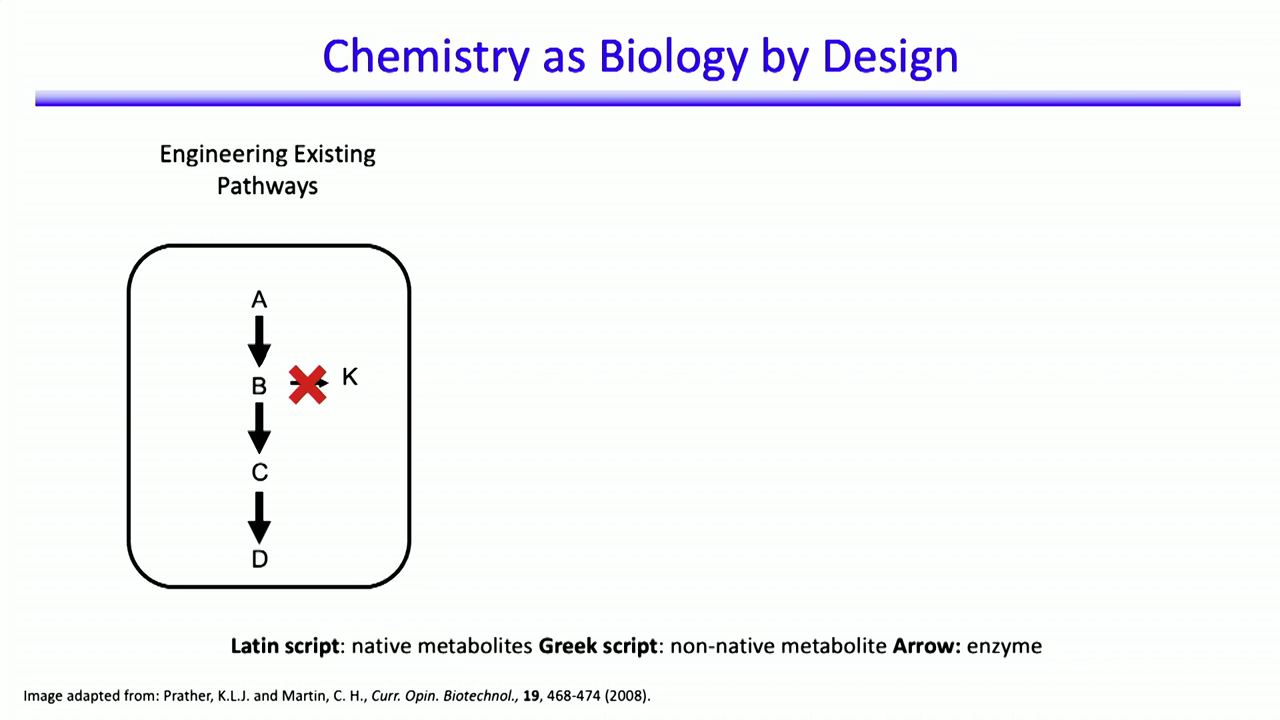 Chemistry as Biology by Design
Engineering Existing
Pathways
A
B
K
C
D
Latin script: native metabolites Greek script: non-native metabolite Arrow: enzyme
Image adapted from: Prather, K.L.J. and Martin, C. H., Curr. Opin. Biotechnol., 19, 468-474 (2008).